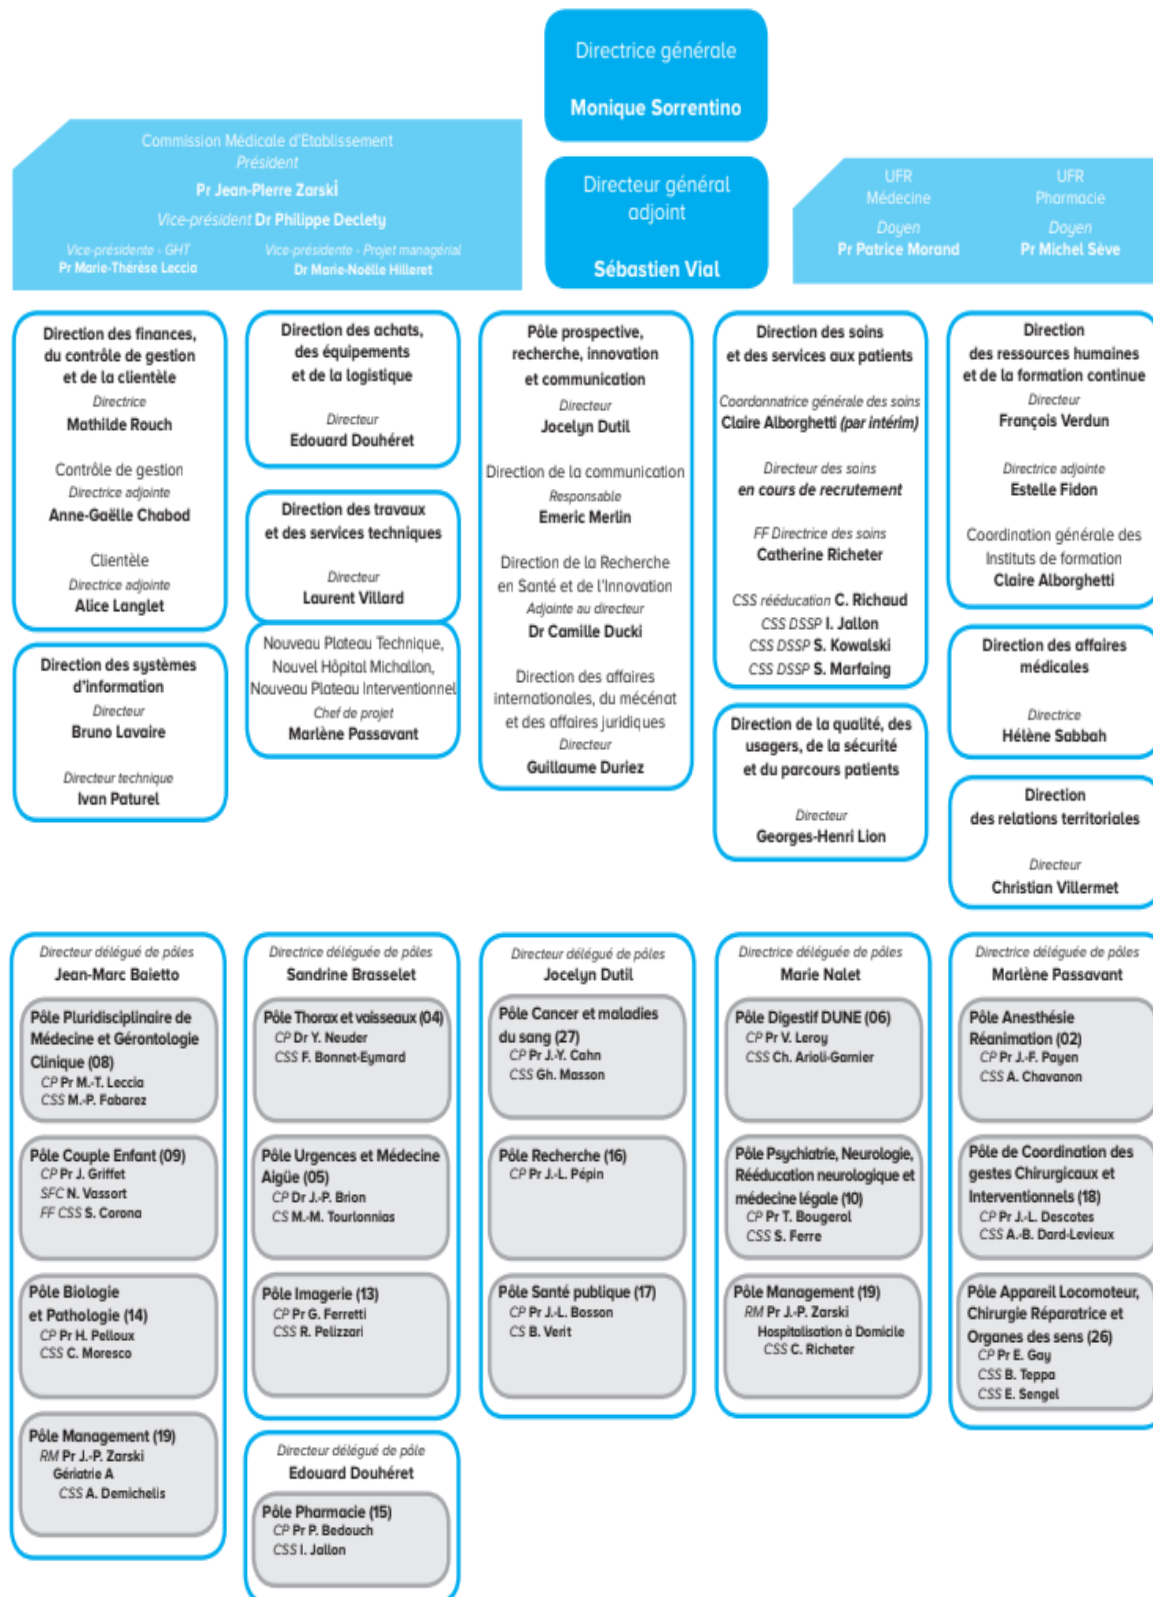 Directrice générale
Monique Sorrentino
Directeur général
adjoint
Sébastien Vial
Commission Médicale d'Etablissement
Président
Pr Jean-Pierre Zarski
Vice-président Dr Philippe Declety
Vice-présidente - GHT
Pr Marie-Thérèse Leccia
Vice-présidente - Projet managérial
Dr Marie-Noëlle Hilleret
UFR
Médecine
Doyen
Pr Patrice Morand
UFR
Pharmacie
Doyen
Pr Michel Sève
Direction des finances,
du contrôle de gestion
et de la clientèle
Directrice
Mathilde Rouch
Contrôle de gestion
Directrice adjointe
Anne-Gaëlle Chabod
Clientèle
Directrice adjointe
Alice Langlet
Direction des systèmes
d'information
Directeur
Bruno Lavaire
Directeur technique
Ivan Paturel
Direction des achats,
des équipements
et de la logistique
Directeur
Edouard Douhéret
Direction des travaux
et des services techniques
Directeur
Laurent Villard
Nouveau Plateau Technique,
Nouvel Hôpital Michallon,
Nouveau Plateau Interventionnel
Chef de projet
Marlène Passavant
Pôle prospective,
recherche, innovation
et communication
Directeur
Jocelyn Dutil
Direction de la communication
Responsable
Emeric Merlin
Direction de la Recherche
en Santé et de l'Innovation
Adjointe au directeur
Dr Camille Ducki
Direction des affaires
internationales, du mécénat
et des affaires juridiques
Directeur
Guillaume Duriez
Direction des soins
et des services aux patients
Coordonnatrice générale des soins
Claire Alborghetti (par intérim)
Directeur des soins
en cours de recrutement
FF Directrice des soins
Catherine Richeter
CSS rééducation C. Richaud
CSS DSSP I. Jallon
CSS DSSP S. Kowalski
CSS DSSP S. Marfaing
Direction de la qualité, des
usagers, de la sécurité
et du parcours patients
Directeur
Georges-Henri Lion
Direction
des ressources humaines
et de la formation continue
Directeur
François Verdun
Directrice adjointe
Estelle Fidon
Coordination générale des
Instituts de formation
Claire Alborghetti
Direction des affaires
médicales
Directrice
Hélène Sabbah
Direction
des relations territoriales
Directeur
Christian Villermet
Directeur délégué de pôles
Jean-Marc Baietto
Pôle Pluridisciplinaire de
Médecine et Gérontologie
Clinique (08)
CP Pr M.-T. Leccia
CSS M.-P. Fabarez
Pôle Couple Enfant (09)
CP Pr J. Griffet
SFC N. Vassort
FF CSS S. Corona
Pôle Biologie
et Pathologie (14)
CP Pr H. Pelloux
CSS C. Moresco
Pôle Management (19)
RM Pr J.-P. Zarski
Gériatrie A
CSS A. Demichelis
Directrice déléguée de pôles
Sandrine Brasselet
Pôle Thorax et vaisseaux (04)
CP Dr Y. Neuder
CSS F. Bonnet-Eymard
Pôle Urgences et Médecine
Aigüe (05)
CP Dr J.-P. Brion
CS M.-M. Tourlonnias
Pôle Imagerie (13)
CP Pr G. Ferretti
CSS R. Pelizzari
Directeur délégué de pôle
Edouard Douhéret
Pôle Pharmacie (15)
CP Pr P. Bedouch
CSS I. Jallon
Directeur délégué de pôles
Jocelyn Dutil
Pôle Cancer et maladies
du sang (27)
CP Pr J.-Y. Cahn
CSS Gh. Masson
Pôle Recherche (16)
CP Pr J.-L. Pépin
Pôle Santé publique (17)
CP Pr J.-L. Bosson
CS B. Verit
Directrice déléguée de pôles
Marie Nalet
Pôle Digestif DUNE (06)
CP Pr V. Leroy
CSS Ch. Arioli-Garnier
Pôle Psychiatrie, Neurologie,
Rééducation neurologique et
médecine légale (10)
CP Pr T. Bougerol
CSS S. Ferre
Pôle Management (19)
RM Pr J.-P. Zarski
Hospitalisation à Domicile
CSS C. Richeter
Directrice déléguée de pôles
Marlène Passavant
Pôle Anesthésie
Réanimation (02)
CP Pr J.-F. Payen
CSS A. Chavanon
Pôle de Coordination des
gestes Chirurgicaux et
Interventionnels (18)
CP Pr J.-L. Descotes
CSS A.-B. Dard-Levieux
Pôle Appareil Locomoteur,
Chirurgie Réparatrice et
Organes des sens (26)
CP Pr E. Gay
CSS B. Teppa
CSS E. Sengel